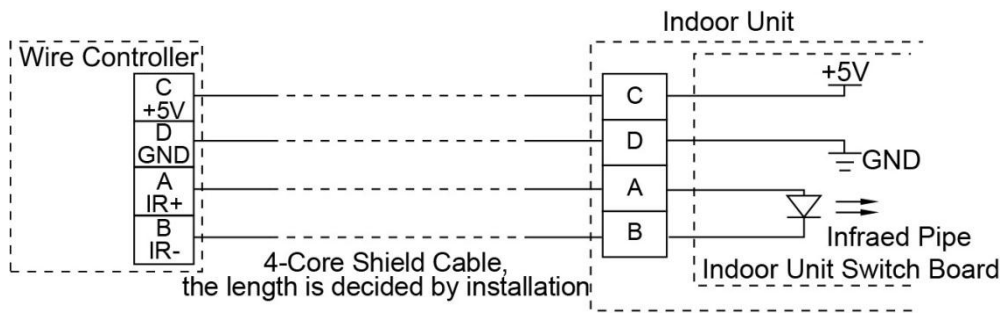 Indoor Unit
Wire Controller
C
+5V
D
GND
A
IR+
B
IR-
4-Core Shield Cable,
the length is decided by installation
C
D
A
B
+5V
GND
Infraed Pipe
Indoor Unit Switch Board